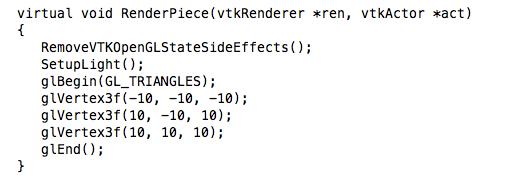 virtual void RenderPiece(vtkRenderer *ren, vtkActor *act)
{
   RemoveVTKOpenGLStateSideEffects();
   SetupLight();
   glBegin(GL_TRIANGLES);
   glVertex3f(-10, -10, -10);
   glVertex3f(10, -10, 10);
   glVertex3f(10, 10, 10);
   glEnd();
}